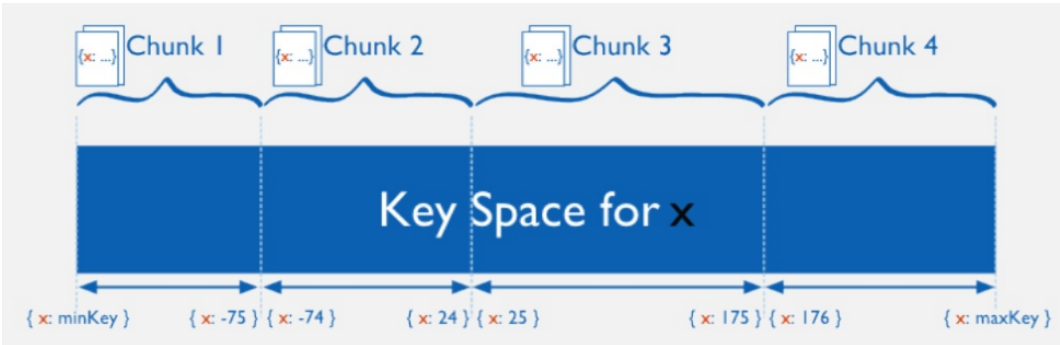 {x: ...} Chunk 1 {x: ...} Chunk 2 {x: ...} Chunk 3 {x: ...} Chunk 4
Key Space for x
{ x: minKey } { x: -75 } { x: -74 } { x: 24 } { x: 25 } { x: 175 } { x: 176 } { x: maxKey }